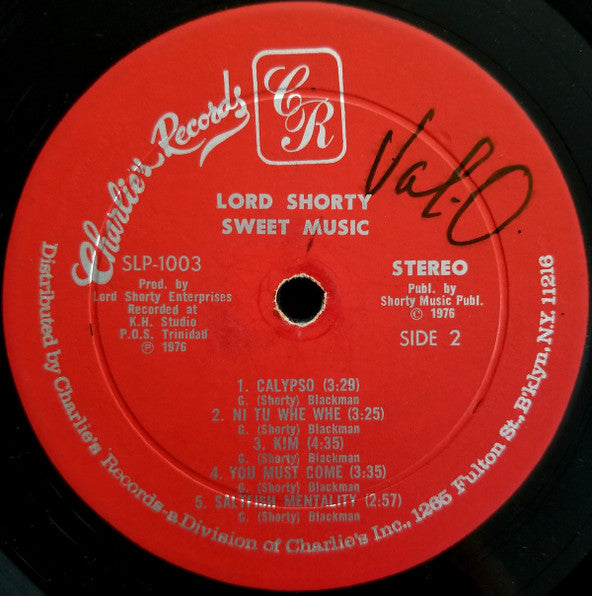 Charlie's Records
CR
Val-O.
LORD SHORTY
SWEET MUSIC
SLP-1003
Prod. by
Lord Shorty Enterprises
Recorded at
K.H. Studio
P.O.S. Trinidad
℗ 1976
STEREO
Publ. by
Shorty Music Publ.
© 1976
SIDE 2
1. CALYPSO (3:29)
G. (Shorty) Blackman
2. NI TU WHE WHE (3:25)
G. (Shorty) Blackman
3. KIM (4:35)
G. (Shorty) Blackman
4. YOU MUST COME (3:35)
G. (Shorty) Blackman
5. SALTFISH MENTALITY (2:57)
G. (Shorty) Blackman
Distributed by Charlie's Records-a Division of Charlie's Inc., 1265 Fulton St., B'klyn, N.Y. 11216